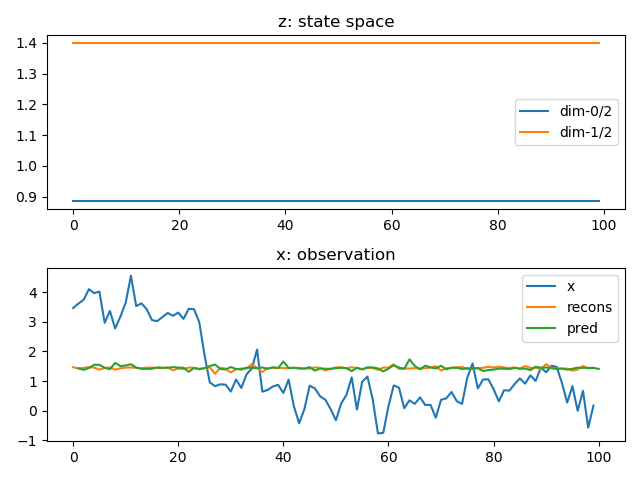 z: state space
1.4
1.3
1.2
1.1
1.0
0.9
dim-0/2
dim-1/2
0 20 40 60 80 100
x: observation
4
3
2
1
0
−1
x
recons
pred
0 20 40 60 80 100